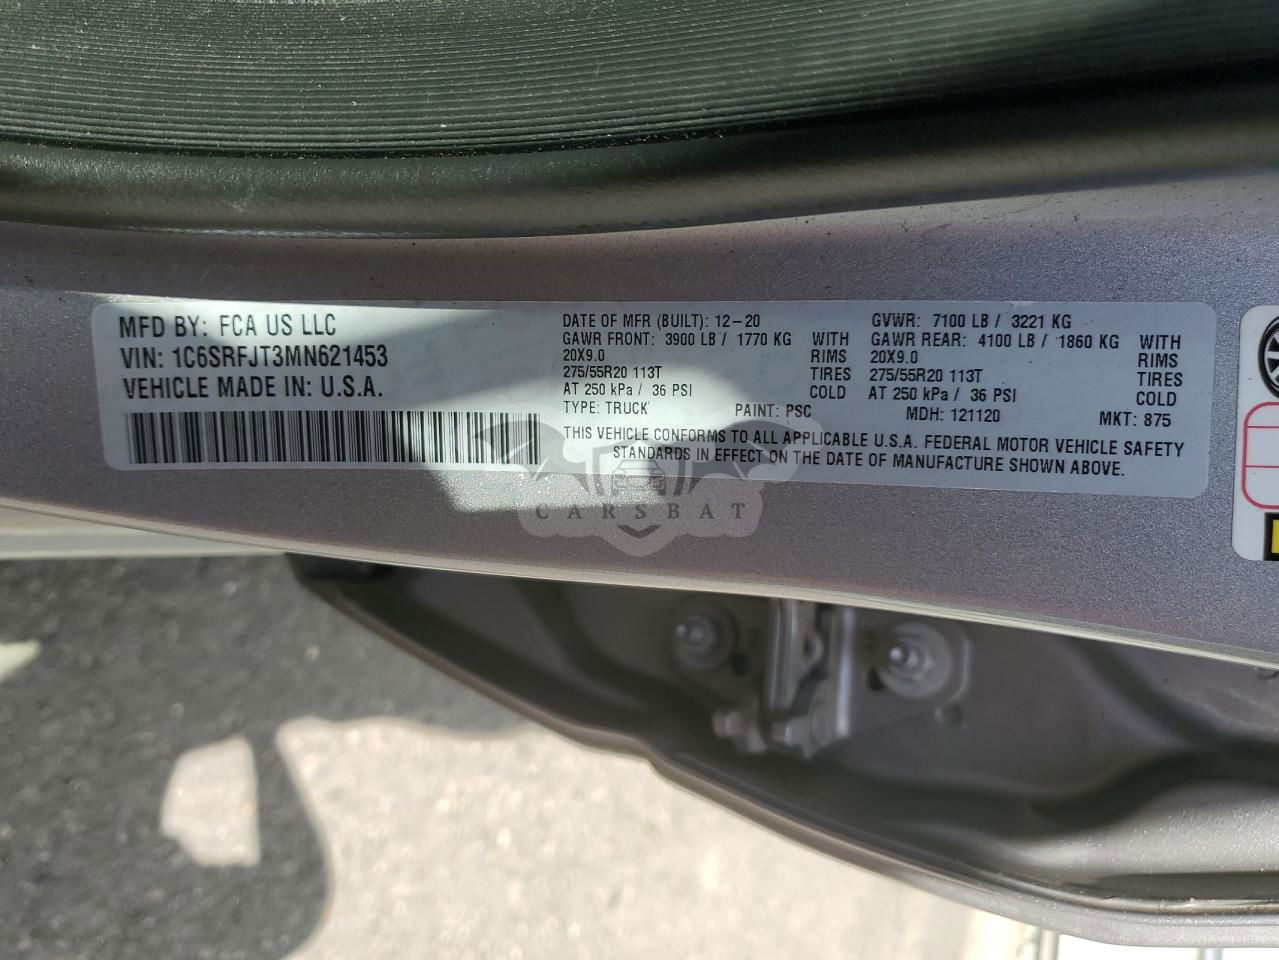 MFD BY: FCA US LLC
VIN: 1C6SRFJT3MN621453
VEHICLE MADE IN: U.S.A.
DATE OF MFR (BUILT): 12-20
GAWR FRONT: 3900 LB / 1770 KG WITH
20X9.0 RIMS
275/55R20 113T TIRES
AT 250 kPa / 36 PSI COLD
TYPE: TRUCK PAINT: PSC
GVWR: 7100 LB / 3221 KG
GAWR REAR: 4100 LB / 1860 KG WITH
20X9.0 RIMS
275/55R20 113T TIRES
AT 250 kPa / 36 PSI COLD
MDH: 121120 MKT: 875
THIS VEHICLE CONFORMS TO ALL APPLICABLE U.S.A. FEDERAL MOTOR VEHICLE SAFETY
STANDARDS IN EFFECT ON THE DATE OF MANUFACTURE SHOWN ABOVE.
CARSBAT